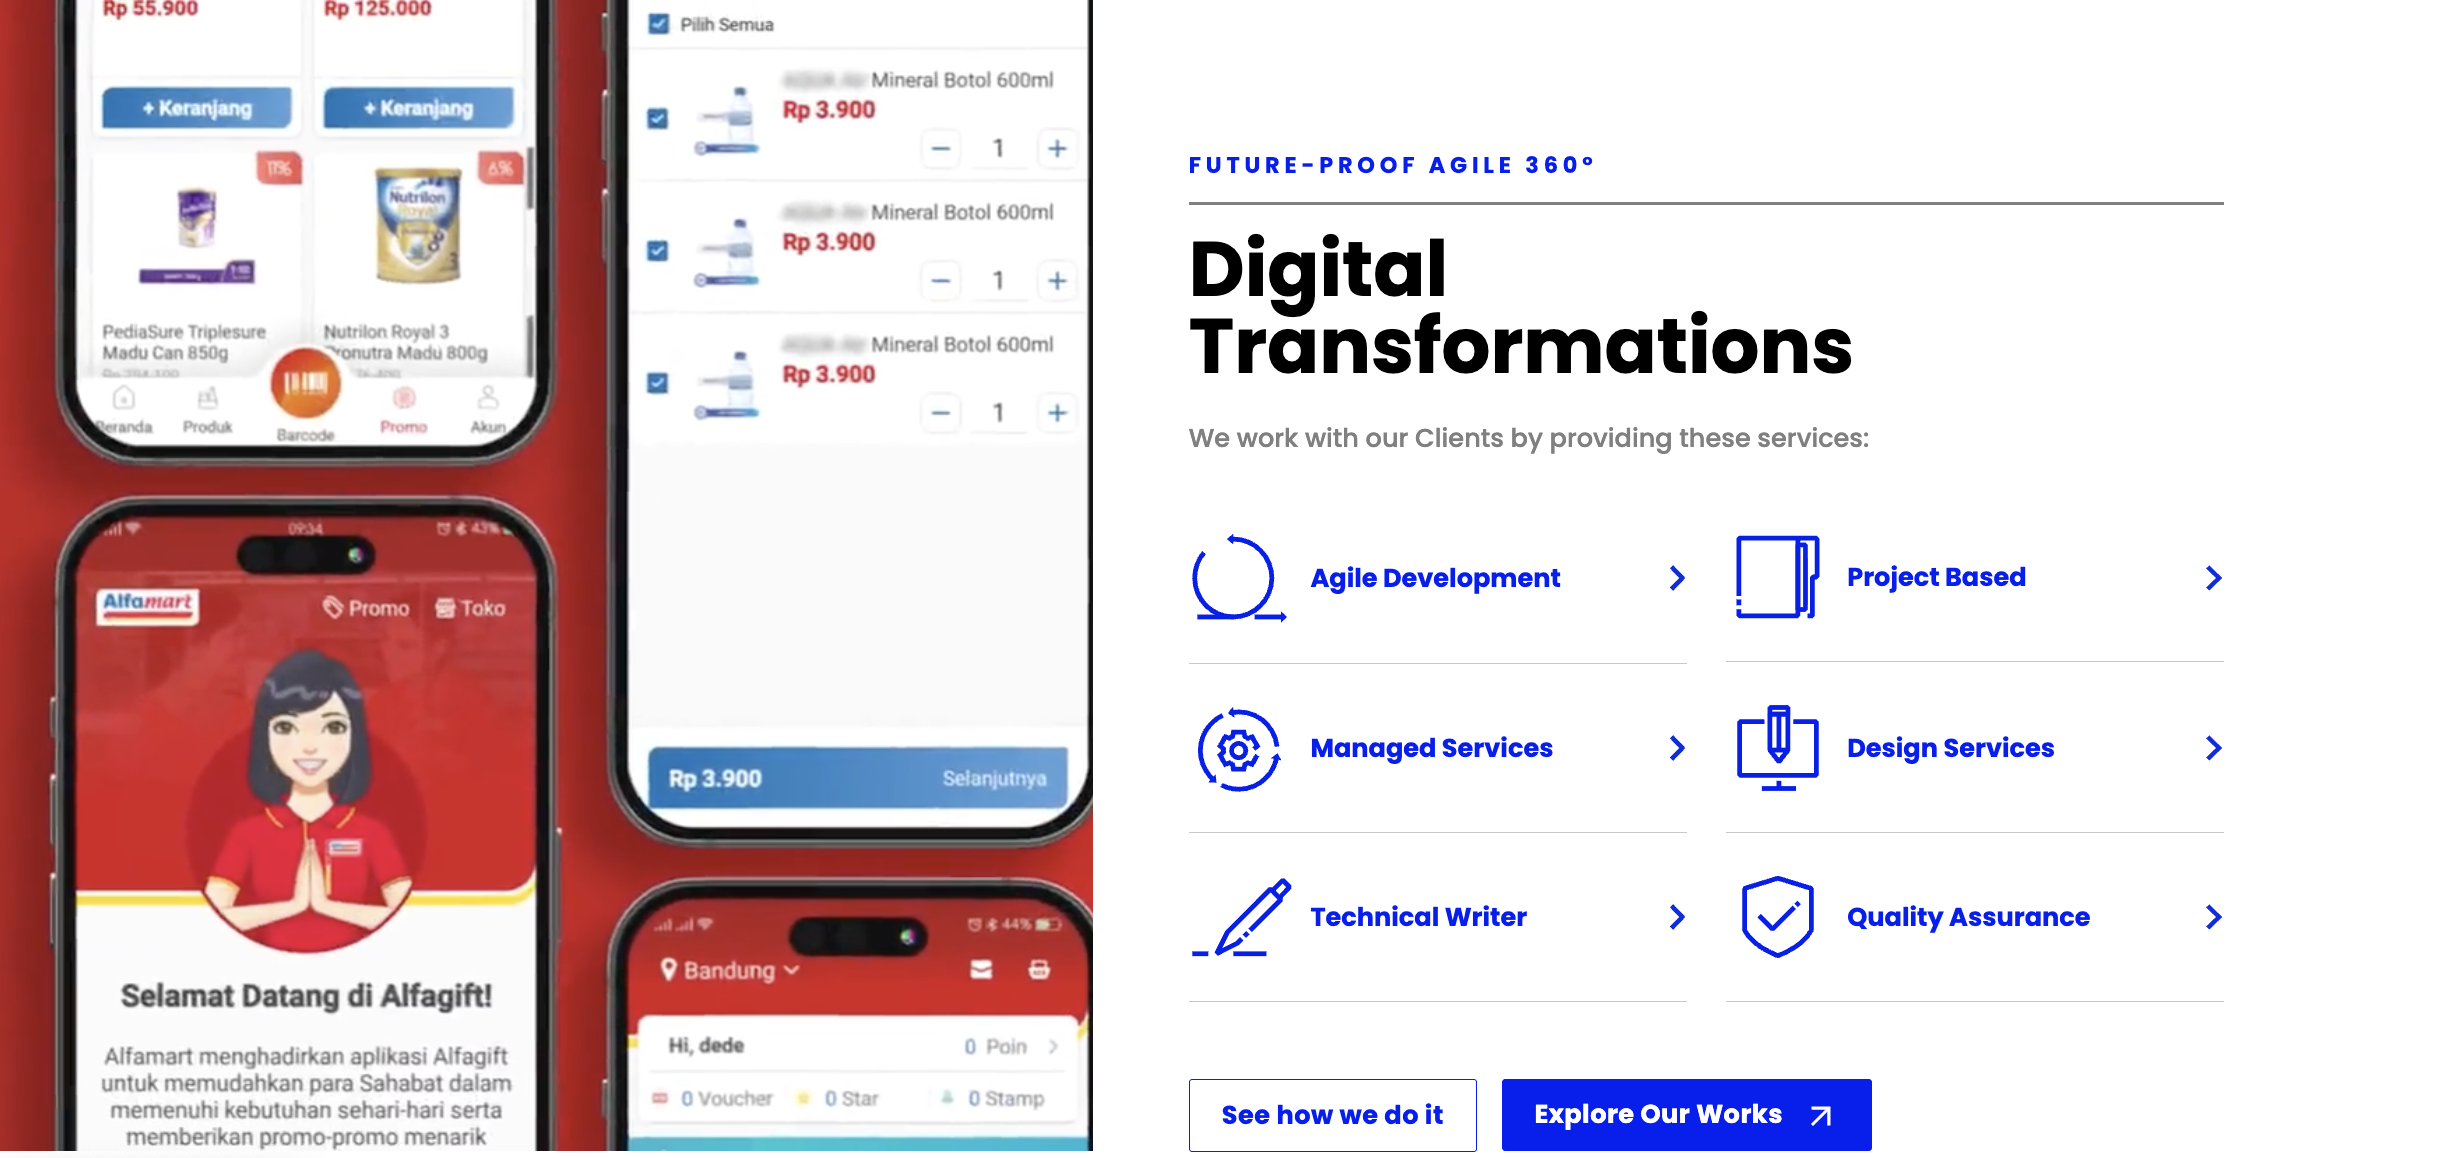 Rp 55.900
Rp 125.000
+ Keranjang
+ Keranjang
11%
6%
Nutrilon
Royal
PediaSure Triplesure
Madu Can 850g
Nutrilon Royal 3
Pronutra Madu 800g
Beranda
Produk
Barcode
Promo
Akun
09:34
43%
Alfamart
Promo
Toko
Selamat Datang di Alfagift!
Alfamart menghadirkan aplikasi Alfagift
untuk memudahkan para Sahabat dalam
memenuhi kebutuhan sehari-hari serta
memberikan promo-promo menarik
Pilih Semua
Mineral Botol 600ml
Rp 3.900
1
Mineral Botol 600ml
Rp 3.900
1
Mineral Botol 600ml
Rp 3.900
1
Rp 3.900
Selanjutnya
44%
Bandung
Hi, dede
0 Poin
0 Voucher
0 Star
0 Stamp
FUTURE-PROOF AGILE 360°
Digital
Transformations
We work with our Clients by providing these services:
Agile Development
Project Based
Managed Services
Design Services
Technical Writer
Quality Assurance
See how we do it
Explore Our Works